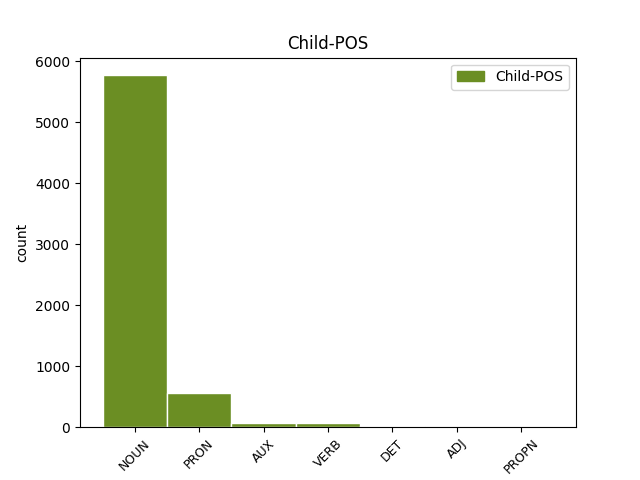 Child-POS
Child-POS
6000
5000
4000
3000
2000
1000
0
count
NOUN
PRON
AUX
VERB
DET
ADJ
PROPN